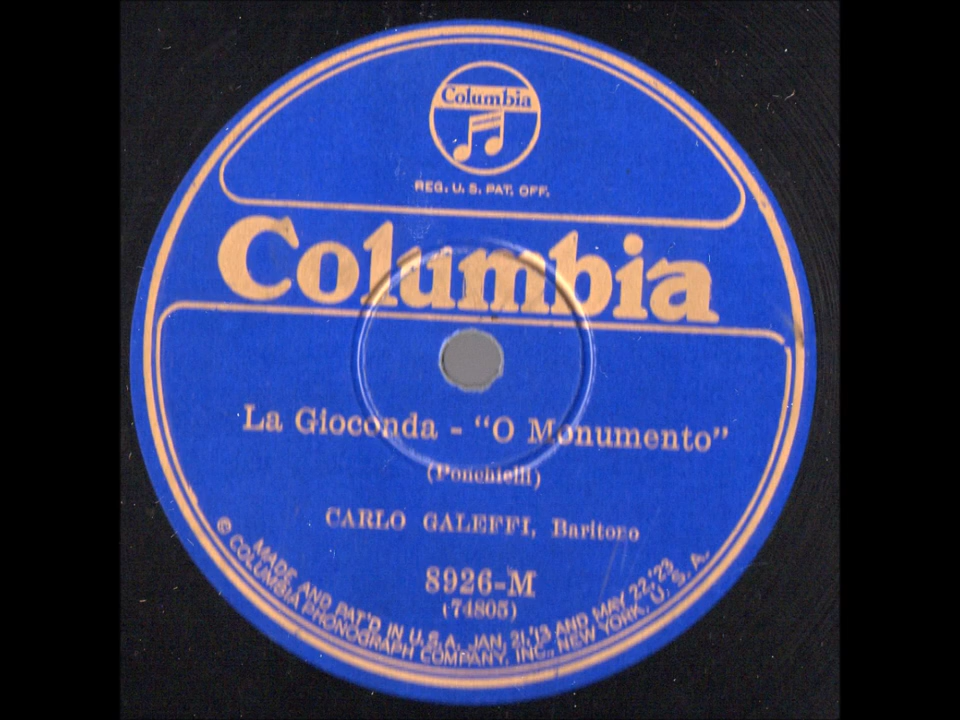 Columbia
REG. U. S. PAT. OFF.
Columbia
La Gioconda - "O Monumento"
(Ponchielli)
CARLO GALEFFI, Baritono
8926-M
(74805)
MADE AND PAT'D IN U.S.A. JAN. 21,'13 AND MAY 22,'23
© COLUMBIA PHONOGRAPH COMPANY, INC., NEW YORK, U. S. A.